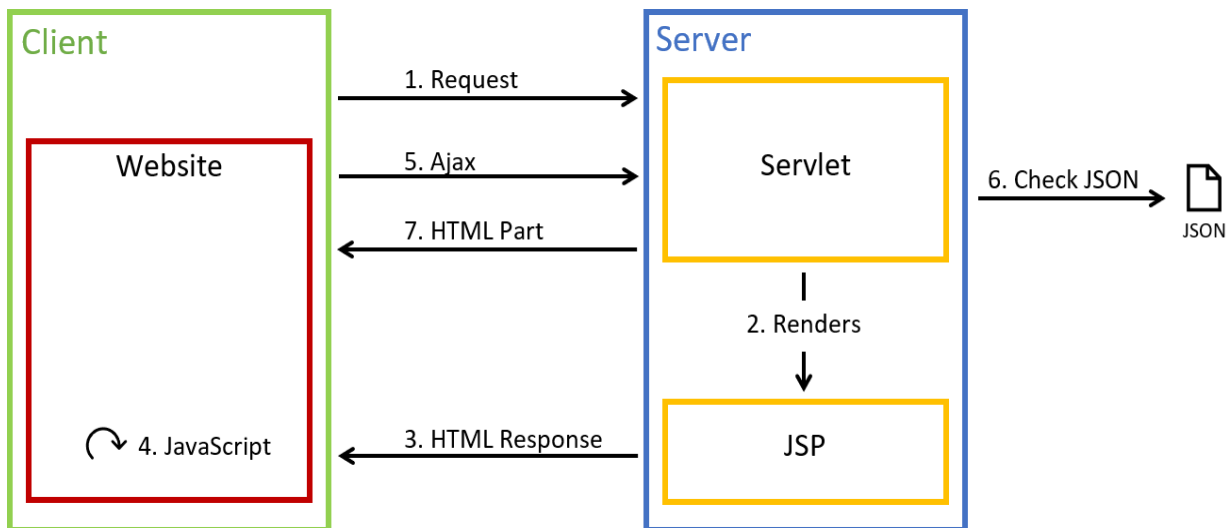 Client
Server
1. Request
Website
5. Ajax
Servlet
6. Check JSON
7. HTML Part
JSON
2. Renders
4. JavaScript
3. HTML Response
JSP